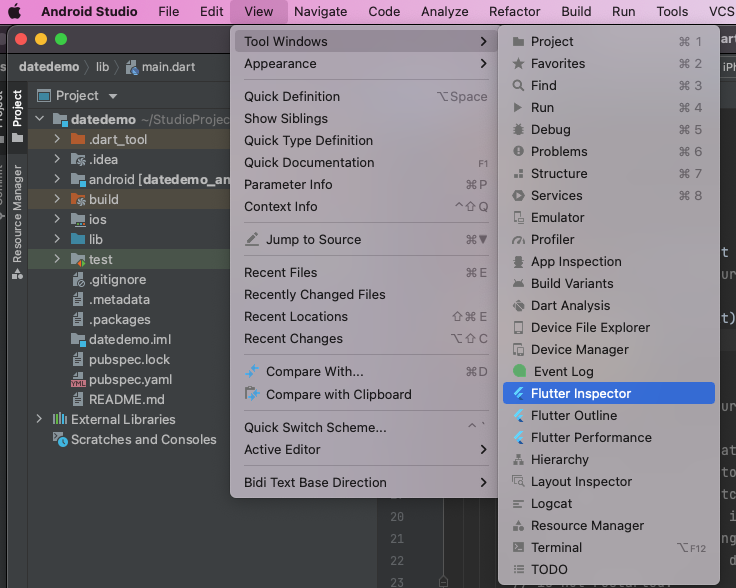 Android Studio File Edit View Navigate Code Analyze Refactor Build Run Tools VCS
datedemo lib main.dart
Project
Project
Resource Manager
datedemo ~/StudioProjec
.dart_tool
.idea
android [datedemo_an
build
ios
lib
test
.gitignore
.metadata
.packages
datedemo.iml
pubspec.lock
pubspec.yaml
README.md
External Libraries
Scratches and Consoles
Tool Windows
Appearance
Quick Definition ⌥Space
Show Siblings
Quick Type Definition
Quick Documentation F1
Parameter Info ⌘P
Context Info ^⇧Q
Jump to Source ⌘▼
Recent Files ⌘E
Recently Changed Files
Recent Locations ⇧⌘E
Recent Changes ⌥⇧C
Compare With... ⌘D
Compare with Clipboard
Quick Switch Scheme... ^`
Active Editor
Bidi Text Base Direction
Project ⌘1
Favorites ⌘2
Find ⌘3
Run ⌘4
Debug ⌘5
Problems ⌘6
Structure ⌘7
Services ⌘8
Emulator
Profiler
App Inspection
Build Variants
Dart Analysis
Device File Explorer
Device Manager
Event Log
Flutter Inspector
Flutter Outline
Flutter Performance
Hierarchy
Layout Inspector
Logcat
Resource Manager
Terminal ⌥F12
TODO
20
21
22
23